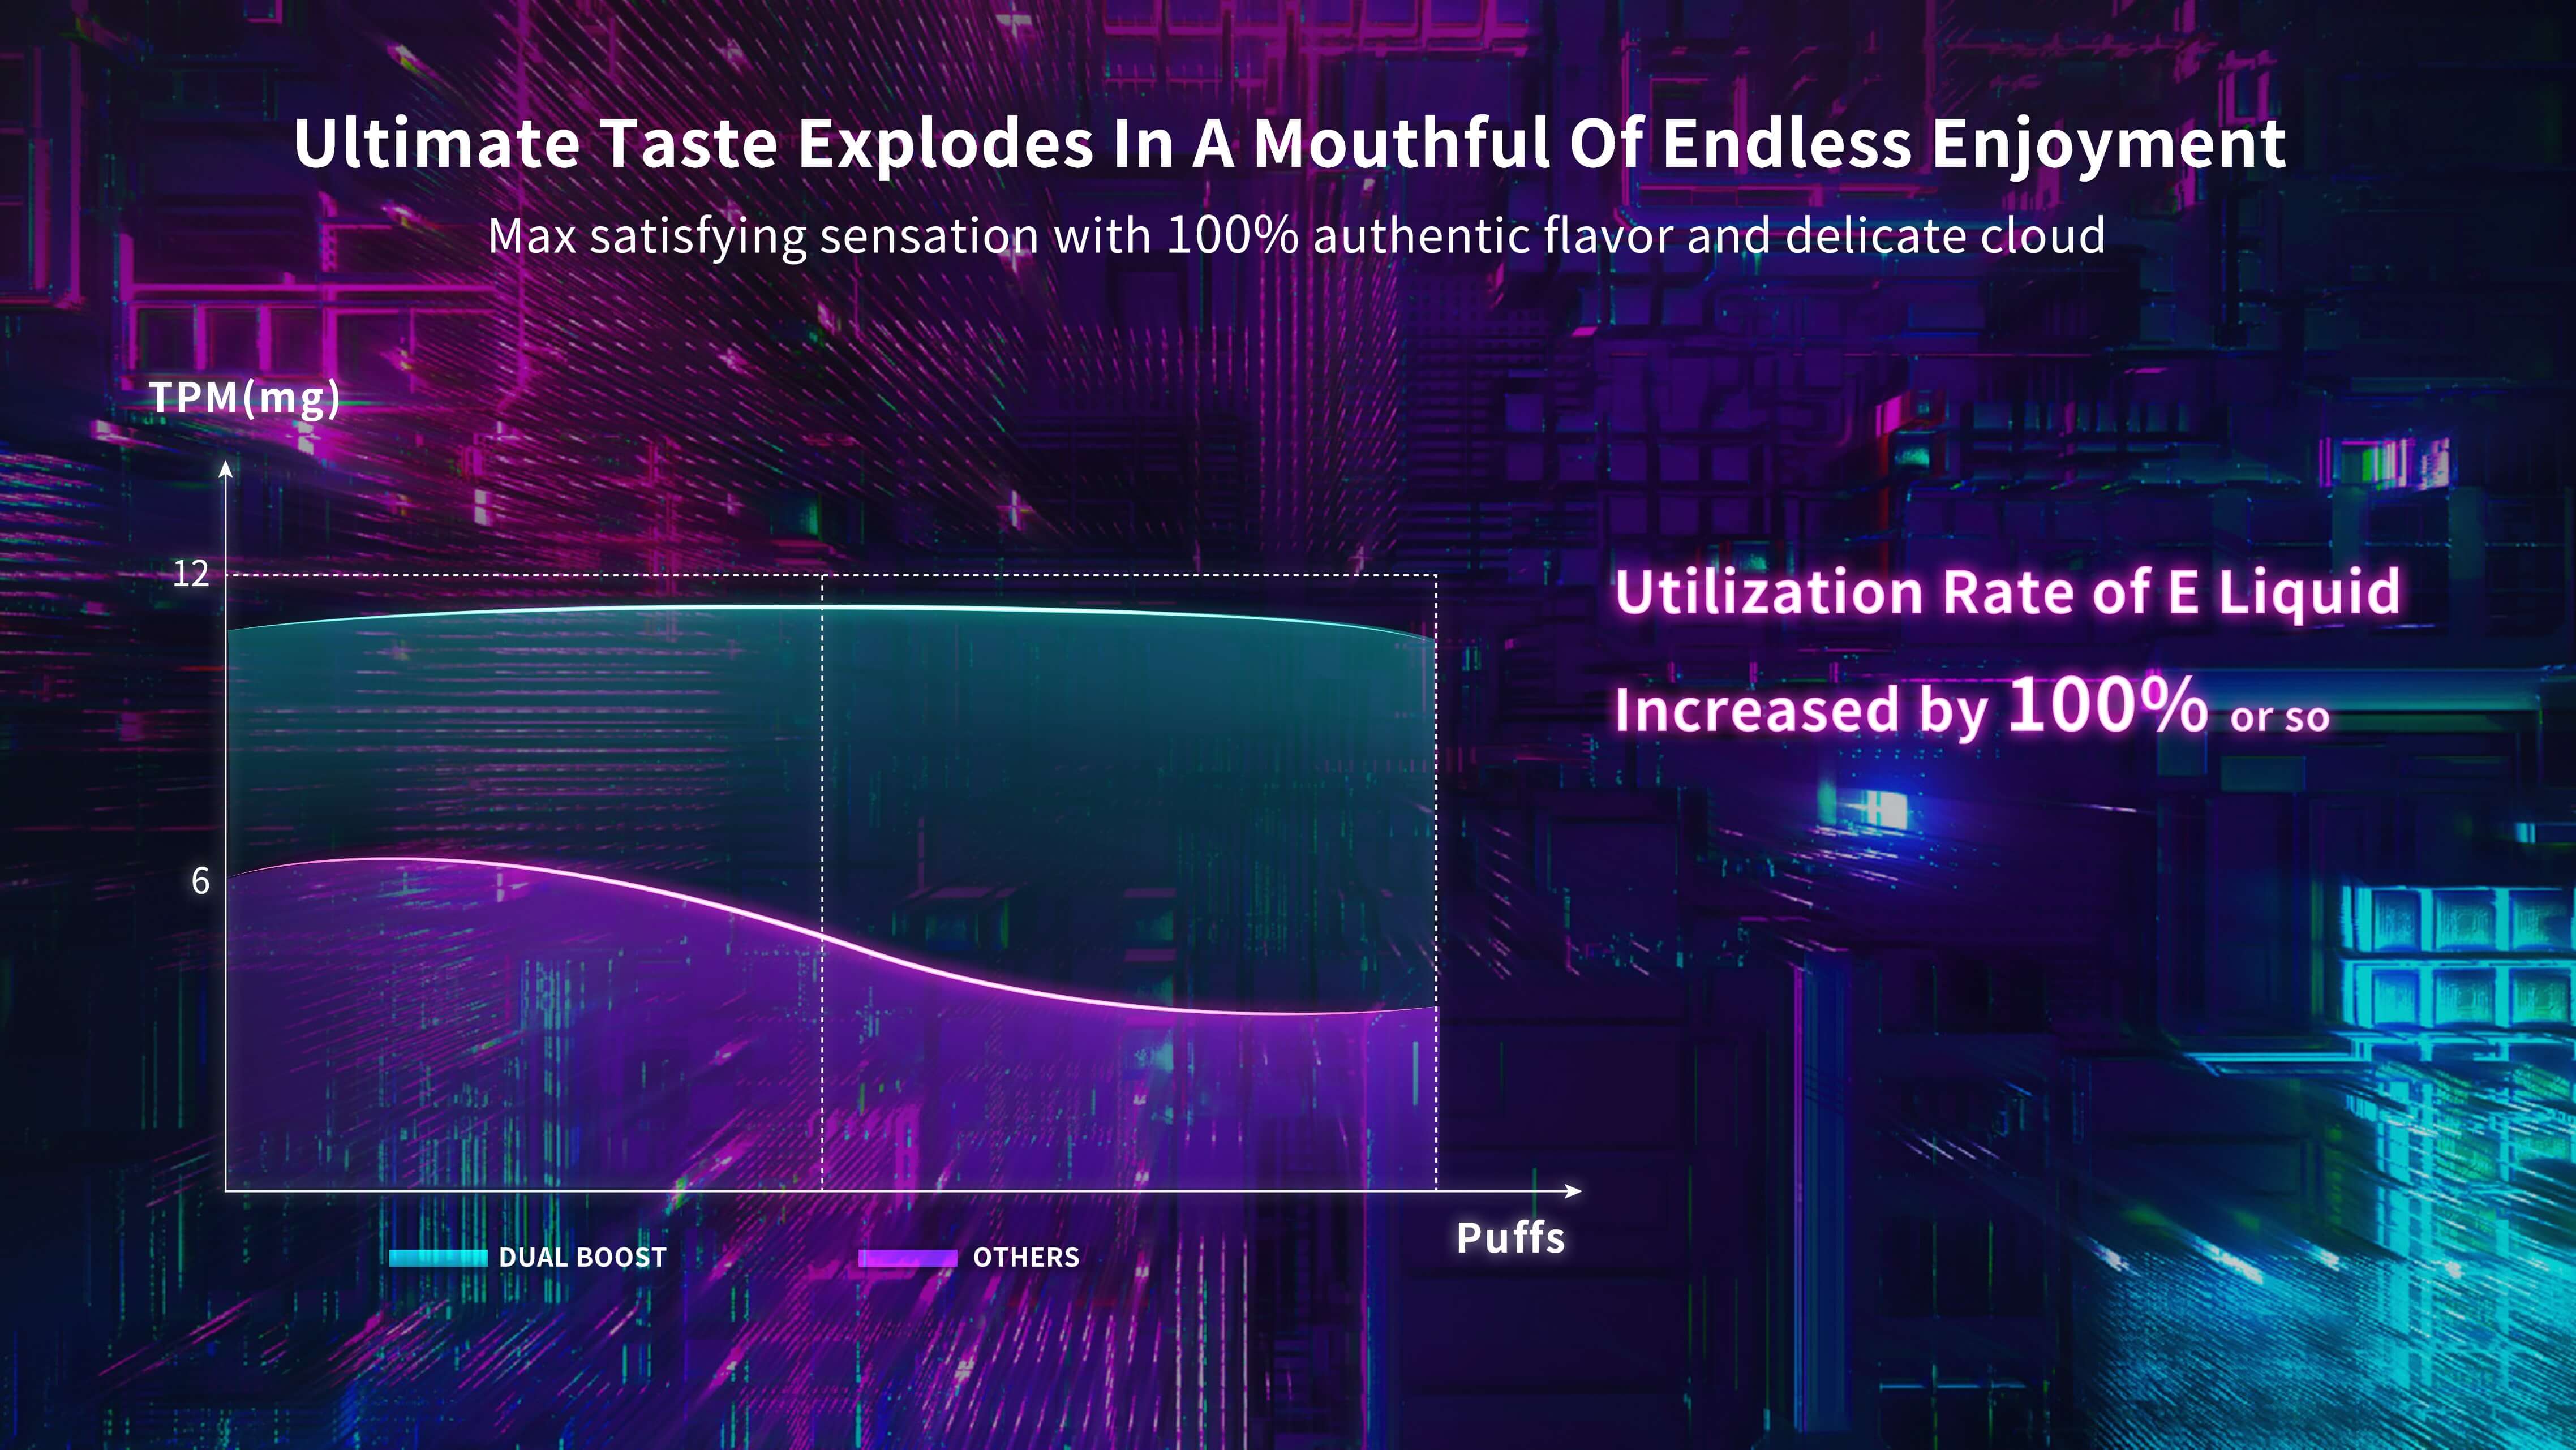 Ultimate Taste Explodes In A Mouthful Of Endless Enjoyment
Max satisfying sensation with 100% authentic flavor and delicate cloud
TPM(mg)
12
6
Puffs
DUAL BOOST
OTHERS
Utilization Rate of E Liquid
Increased by 100% or so